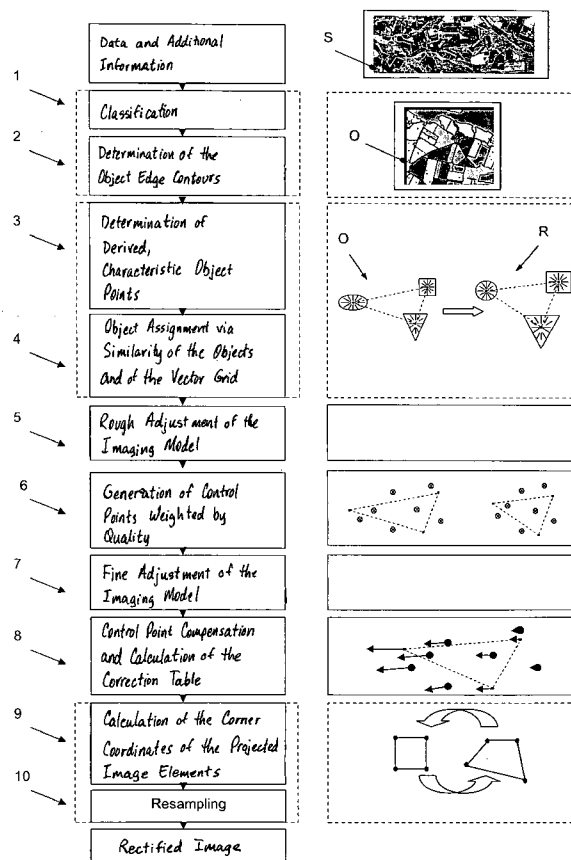 Data and Additional
Information
S
1
Classification
2
Determination of the
Object Edge Contours
O
3
Determination of
Derived,
Characteristic Object
Points
O
R
4
Object Assignment via
Similarity of the Objects
and of the Vector Grid
5
Rough Adjustment of the
Imaging Model
6
Generation of Control
Points Weighted by
Quality
7
Fine Adjustment of the
Imaging Model
8
Control Point Compensation
and Calculation of the
Correction Table
9
Calculation of the Corner
Coordinates of the Projected
Image Elements
10
Resampling
Rectified Image